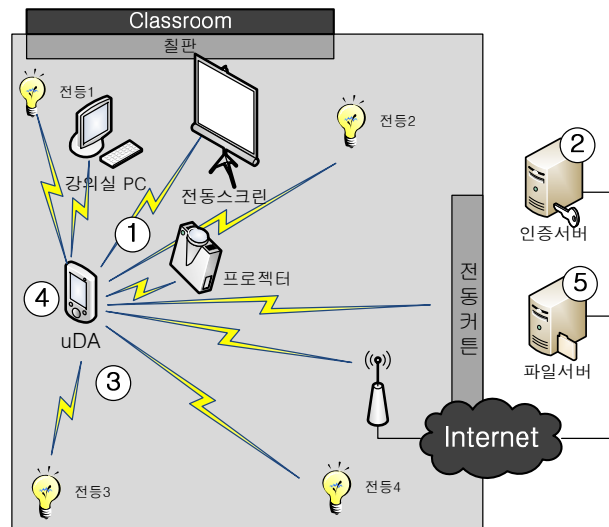 Classroom
칠판
전등1
전등2
강의실 PC
전동스크린
①
②
인증서버
프로젝터
전
동
커
튼
④
uDA
⑤
파일서버
③
Internet
전등3
전등4